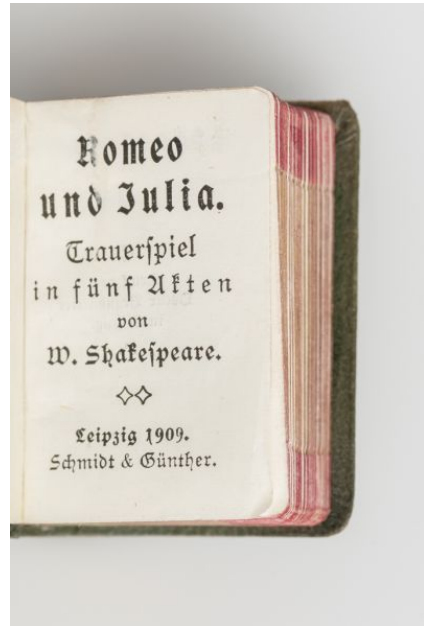 Romeo
und Julia.
Trauerſpiel
in fünf Akten
von
W. Shakeſpeare.
Leipzig 1909.
Schmidt & Günther.